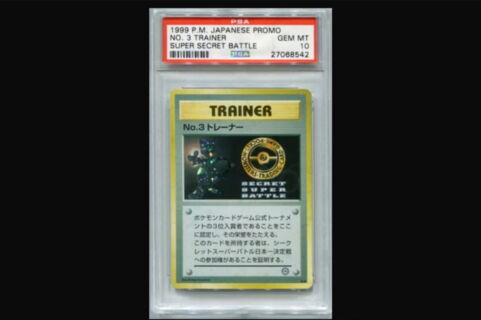 PSA
1999 P.M. JAPANESE PROMO
NO. 3 TRAINER GEM MT
SUPER SECRET BATTLE 10
27068542
TRAINER
No.3トレーナー
SECRET
SUPER
BATTLE
ポケモンカードゲーム公式トーナメ
ントの3位入賞者であることをここ
に認定し、その栄誉をたたえる。
このカードを所持する者は、シーク
レットスーパーバトル日本一決定戦
への参加権があることを証明する。